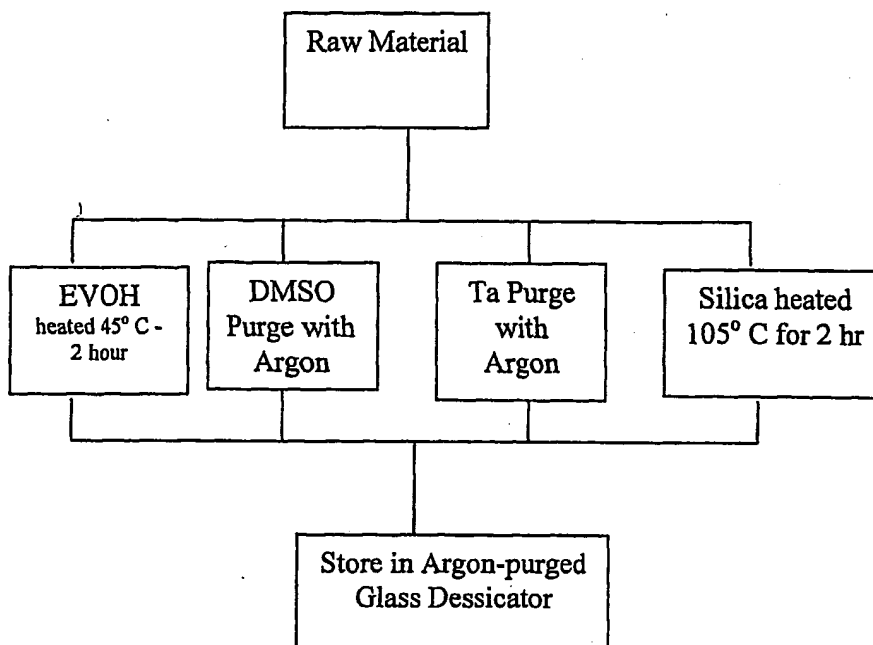 Raw Material
EVOH
heated 45° C -
2 hour
DMSO
Purge with
Argon
Ta Purge
with
Argon
Silica heated
105° C for 2 hr
Store in Argon-purged
Glass Dessicator